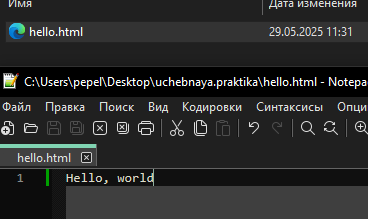 Имя Дата изменения
hello.html 29.05.2025 11:31
C:\Users\pepel\Desktop\uchebnaya.praktika\hello.html - Notepa
Файл Правка Поиск Вид Кодировки Синтаксисы Опци
hello.html
1 Hello, world